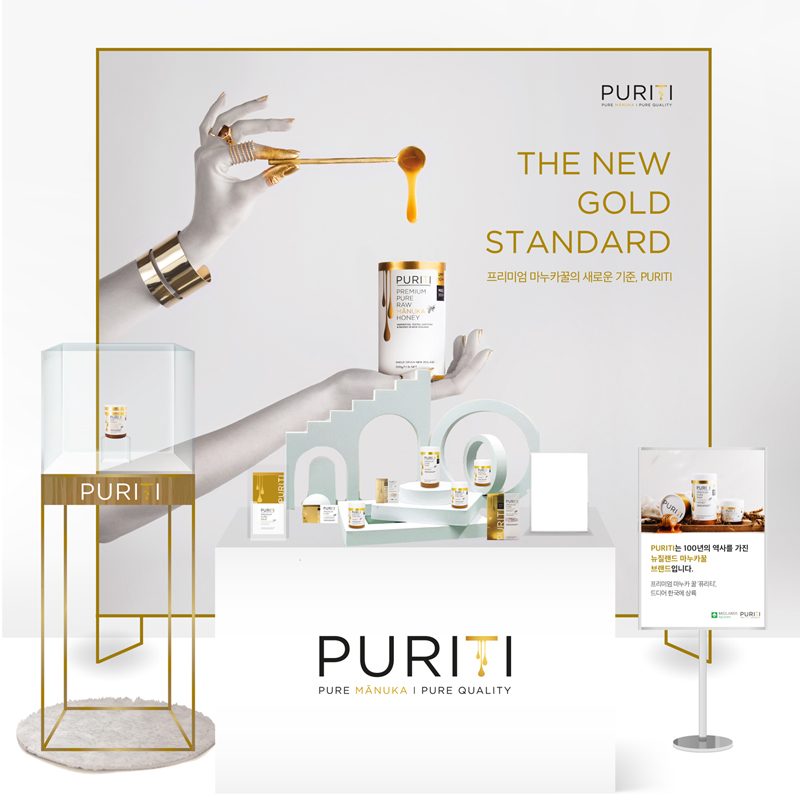 PURITI
PURE MĀNUKA I PURE QUALITY
THE NEW
GOLD
STANDARD
프리미엄 마누카꿀의 새로운 기준, PURITI
PURITI
PREMIUM
PURE
RAW
MĀNUKA
HONEY
PURITI
PURITI
PURITI
PURITI
PURITI는 100년의 역사를 가진
뉴질랜드 마누카꿀
브랜드입니다.
프리미엄 마누카 꿀 '퓨리티',
드디어 한국에 상륙
PURITI
PURITI
PURE MĀNUKA I PURE QUALITY